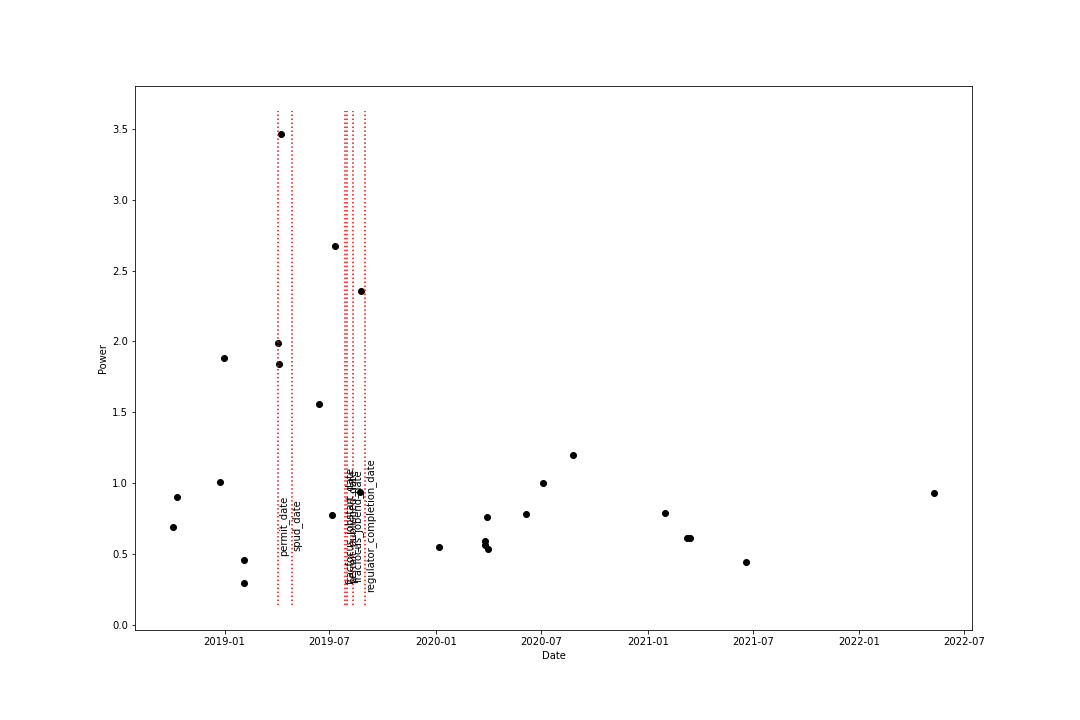 3.5
3.0
2.5
2.0
1.5
1.0
0.5
0.0
Power
permit_date
spud_date
fracfocus_jobend_date
regulator_completion_date
2019-01
2019-07
2020-01
2020-07
2021-01
2021-07
2022-01
2022-07
Date